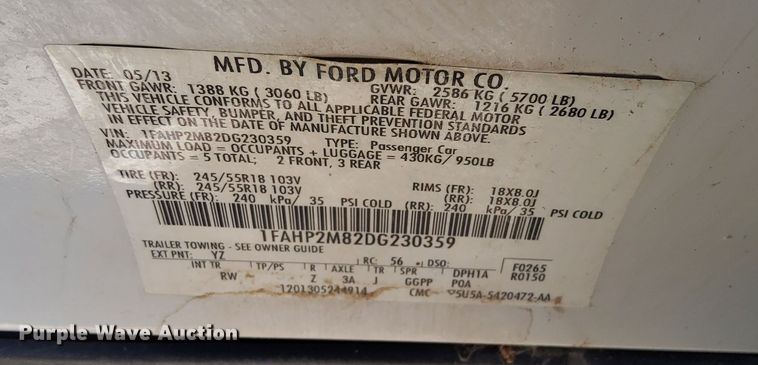 MFD. BY FORD MOTOR CO.
DATE: 05/13 GVWR: 2586 KG ( 5700 LB)
FRONT GAWR: 1388 KG ( 3060 LB) REAR GAWR: 1216 KG ( 2680 LB)
THIS VEHICLE CONFORMS TO ALL APPLICABLE FEDERAL MOTOR
VEHICLE SAFETY, BUMPER, AND THEFT PREVENTION STANDARDS
IN EFFECT ON THE DATE OF MANUFACTURE SHOWN ABOVE.
VIN: 1FAHP2M82DG230359 TYPE: Passenger Car
MAXIMUM LOAD = OCCUPANTS + LUGGAGE = 430KG/ 950LB
OCCUPANTS = 5 TOTAL; 2 FRONT, 3 REAR
TIRE (FR): 245/55R18 103V RIMS (FR): 18X8.0J
(RR): 245/55R18 103V (RR): 18X8.0J
PRESSURE (FR): 240 kPa/ 35 PSI COLD (RR): 240 kPa/ 35 PSI COLD
1FAHP2M82DG230359
TRAILER TOWING - SEE OWNER GUIDE
EXT PNT: YZ RC: 56 DSO: F0265
INT TR TP/PS R AXLE TR SPR DPH1A R0150
RW Z 3A J GGPP POA
1201305244914 CMC 5U5A-5420472-AA
Purple Wave Auction